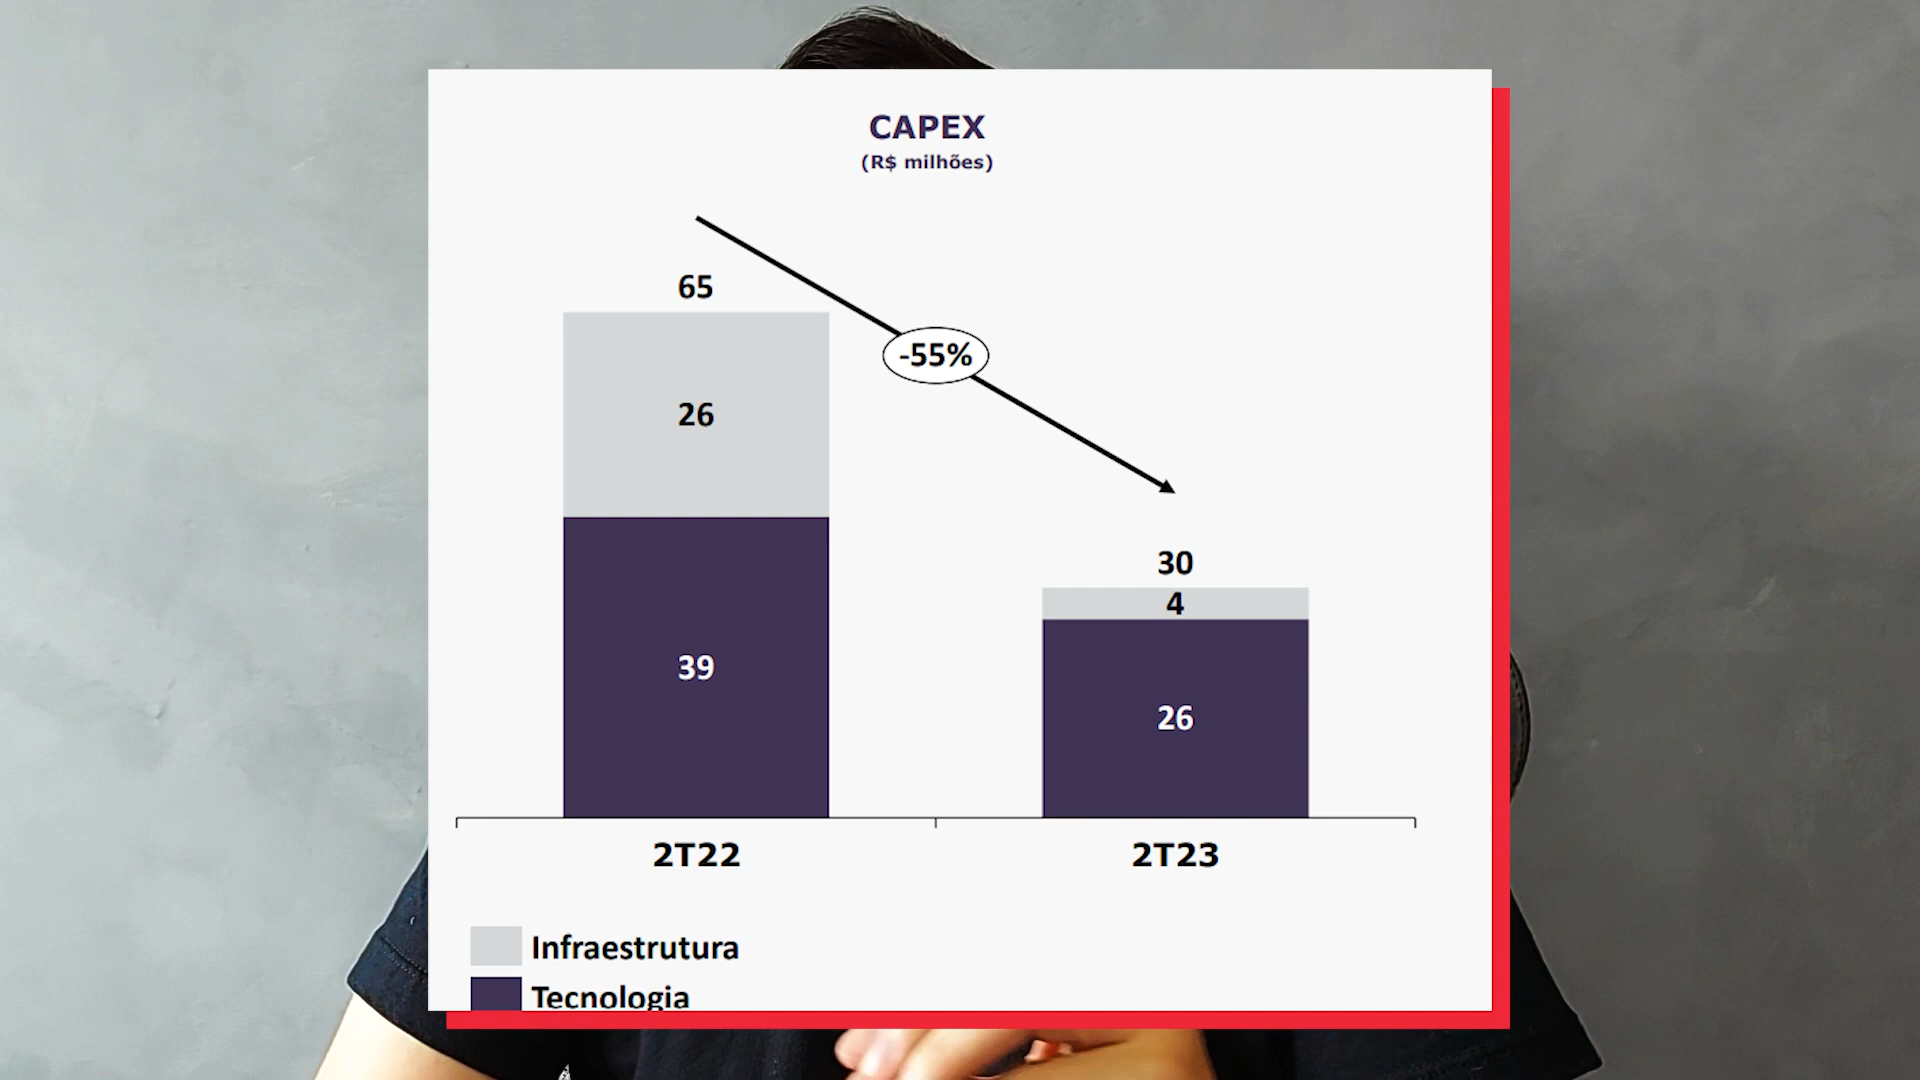 CAPEX
(R$ milhões)
65
-55%
26
30
4
39
26
2T22
2T23
Infraestrutura
Tecnologia